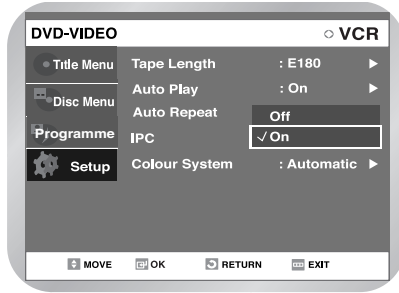 DVD-VIDEO VCR
Title Menu Tape Length : E180
Disc Menu Auto Play : On
Auto Repeat Off
Programme IPC ✓ On
Setup Colour System : Automatic
MOVE OK RETURN EXIT